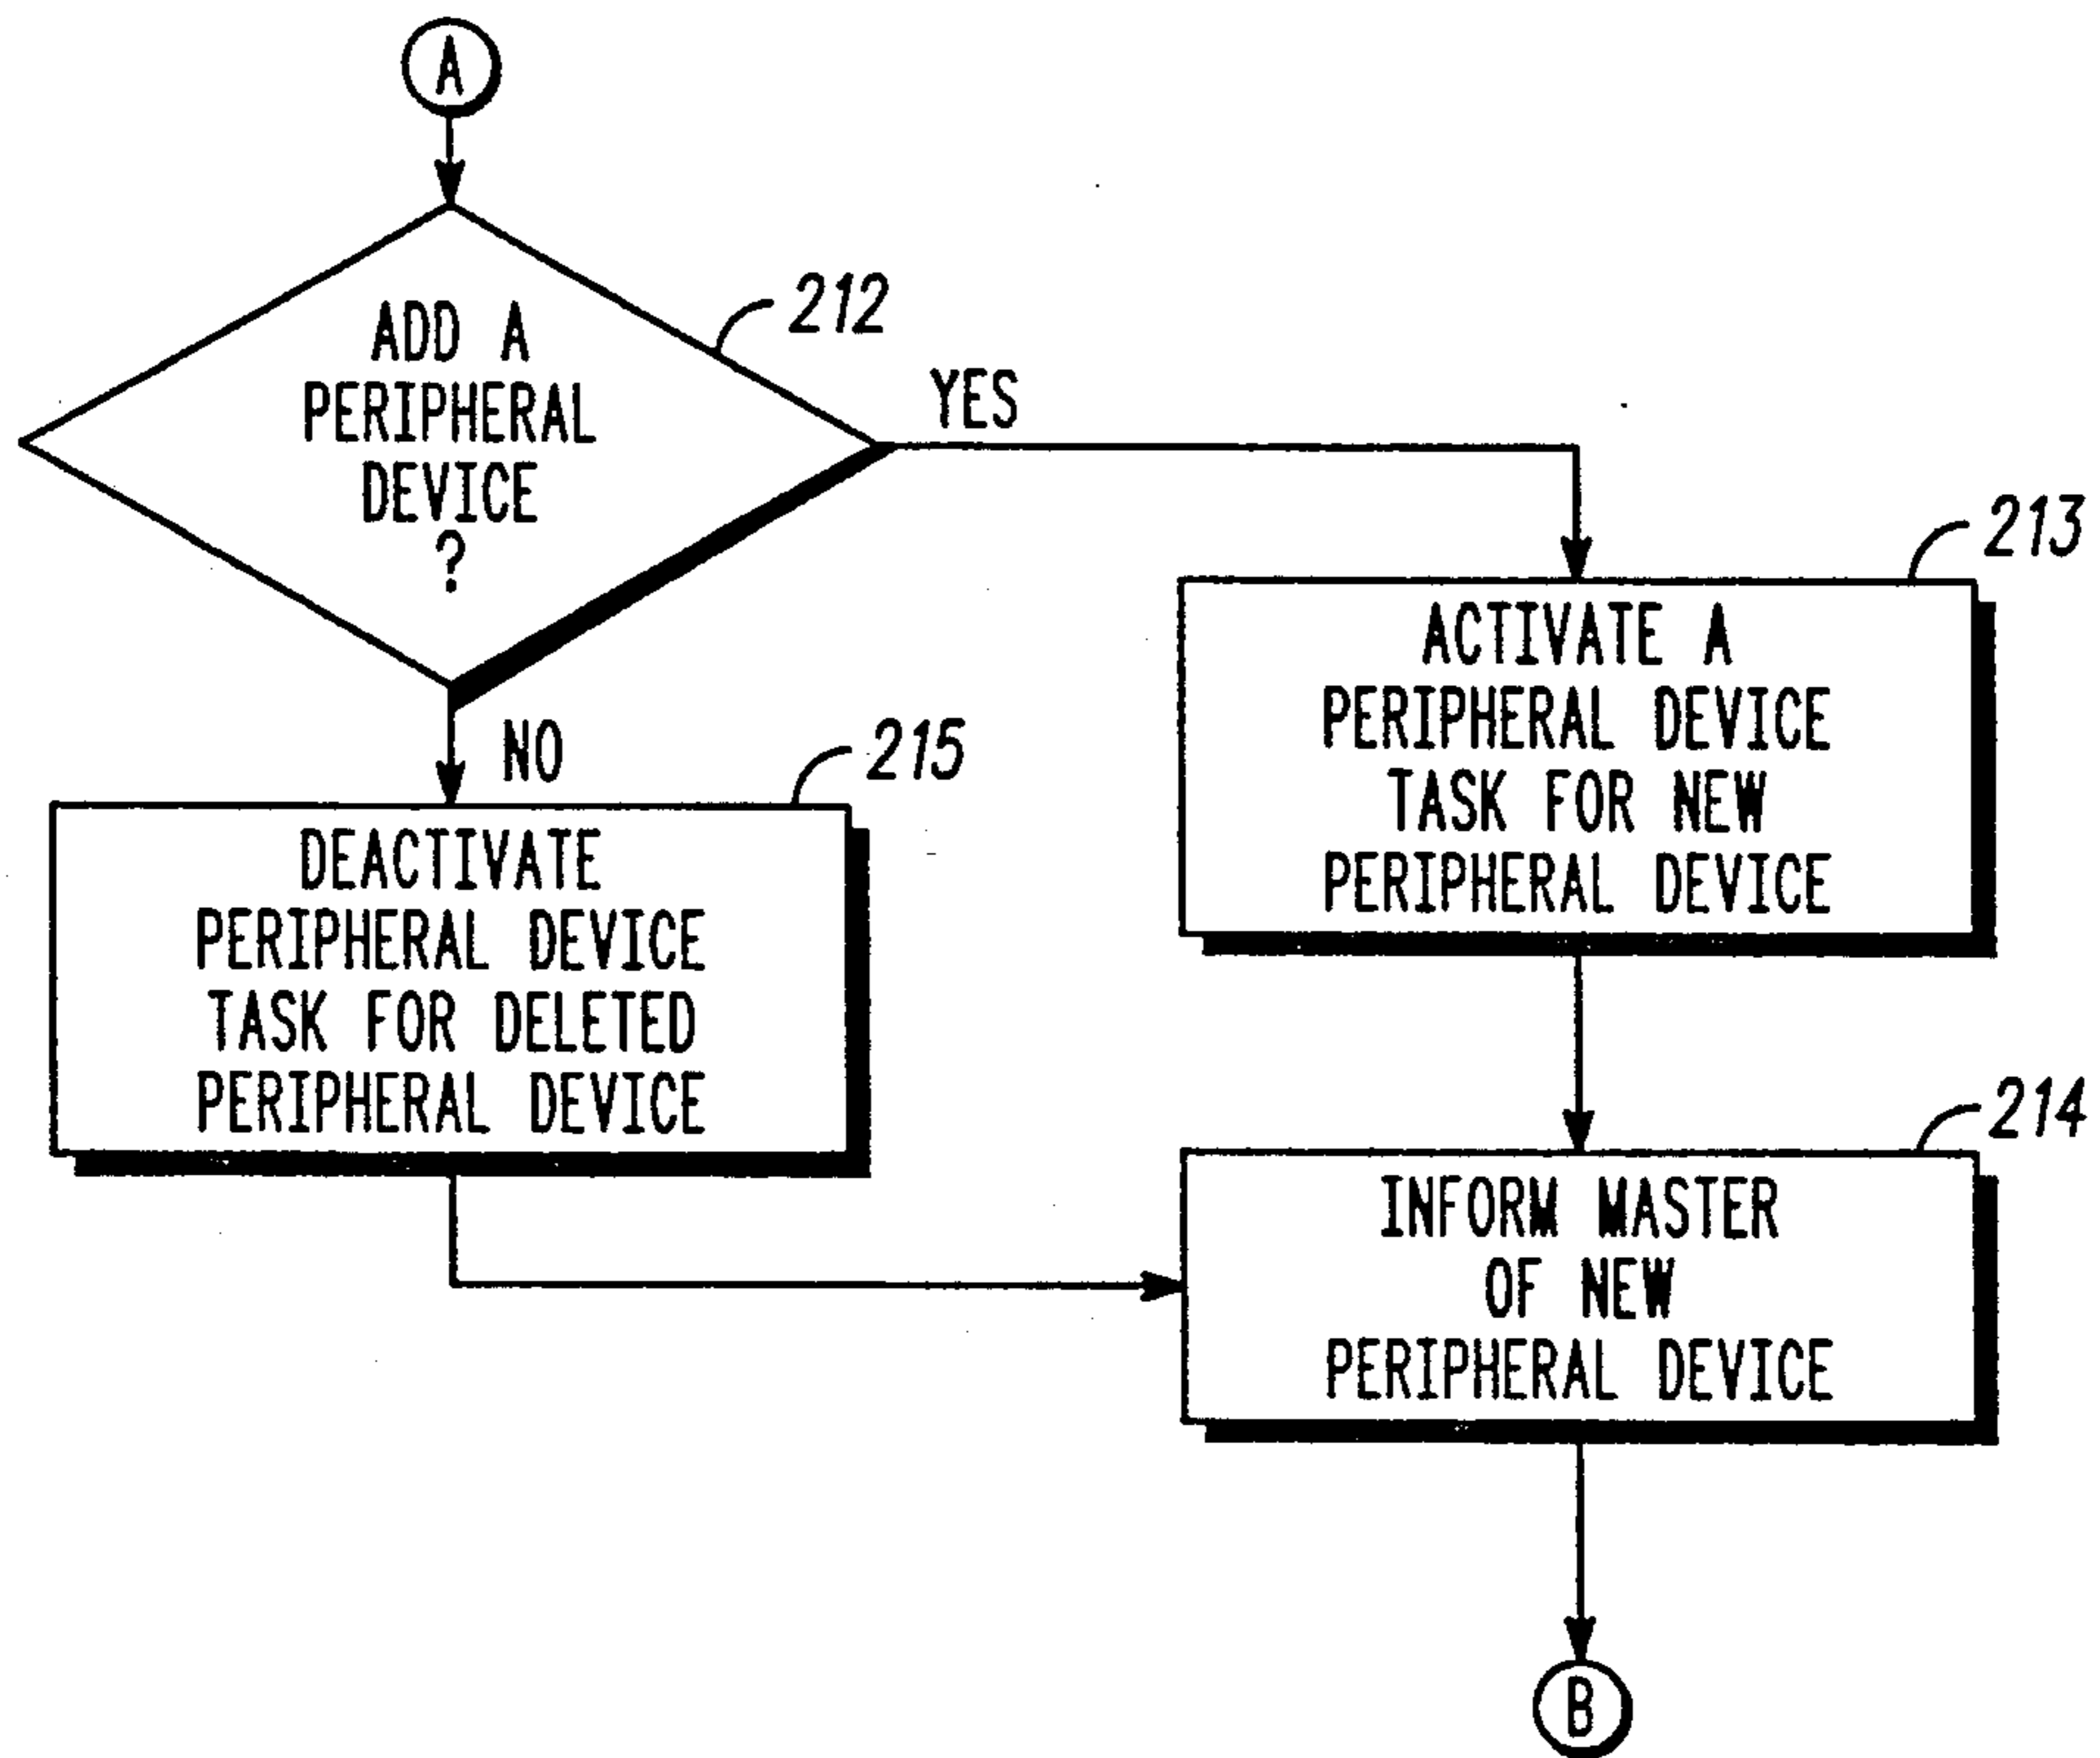 A
ADD A
PERIPHERAL
DEVICE
?
212
YES
NO
213
ACTIVATE A
PERIPHERAL DEVICE
TASK FOR NEW
PERIPHERAL DEVICE
215
DEACTIVATE
PERIPHERAL DEVICE
TASK FOR DELETED
PERIPHERAL DEVICE
214
INFORM MASTER
OF NEW
PERIPHERAL DEVICE
B